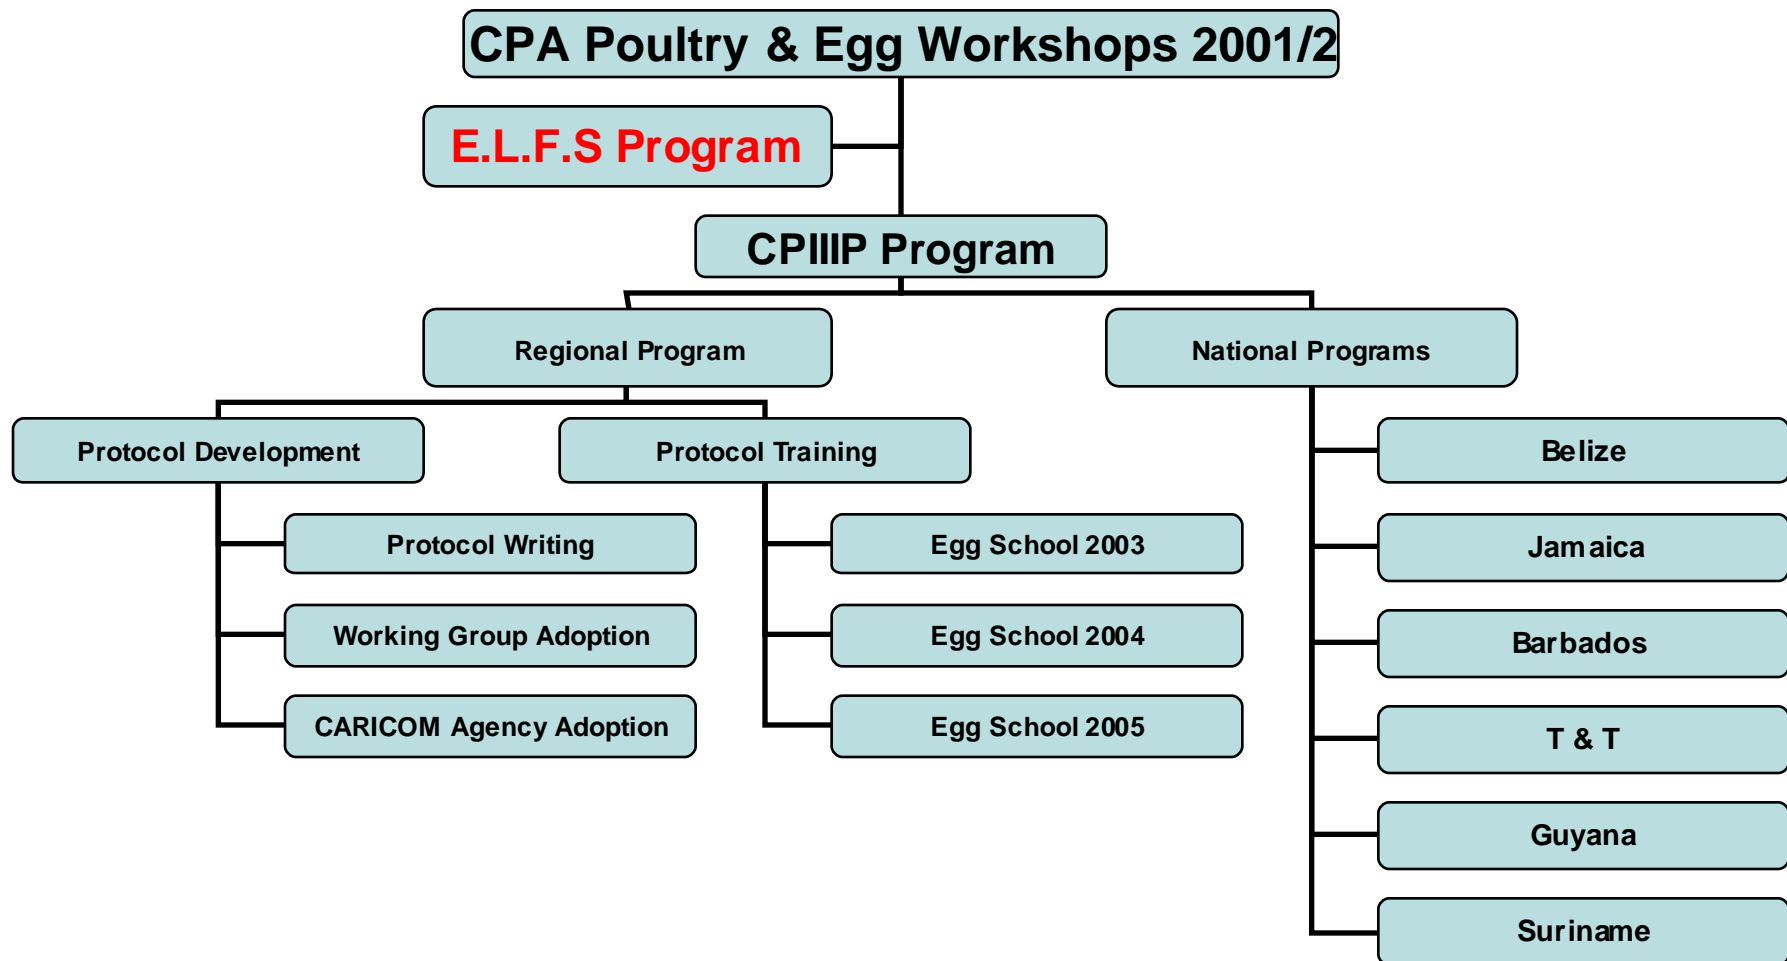 CPA Poultry & Egg Workshops 2001/2
E.L.F.S Program
CPIIIP Program
Regional Program
National Programs
Protocol Development
Protocol Training
Protocol Writing
Working Group Adoption
CARICOM Agency Adoption
Egg School 2003
Egg School 2004
Egg School 2005
Belize
Jamaica
Barbados
T & T
Guyana
Suriname